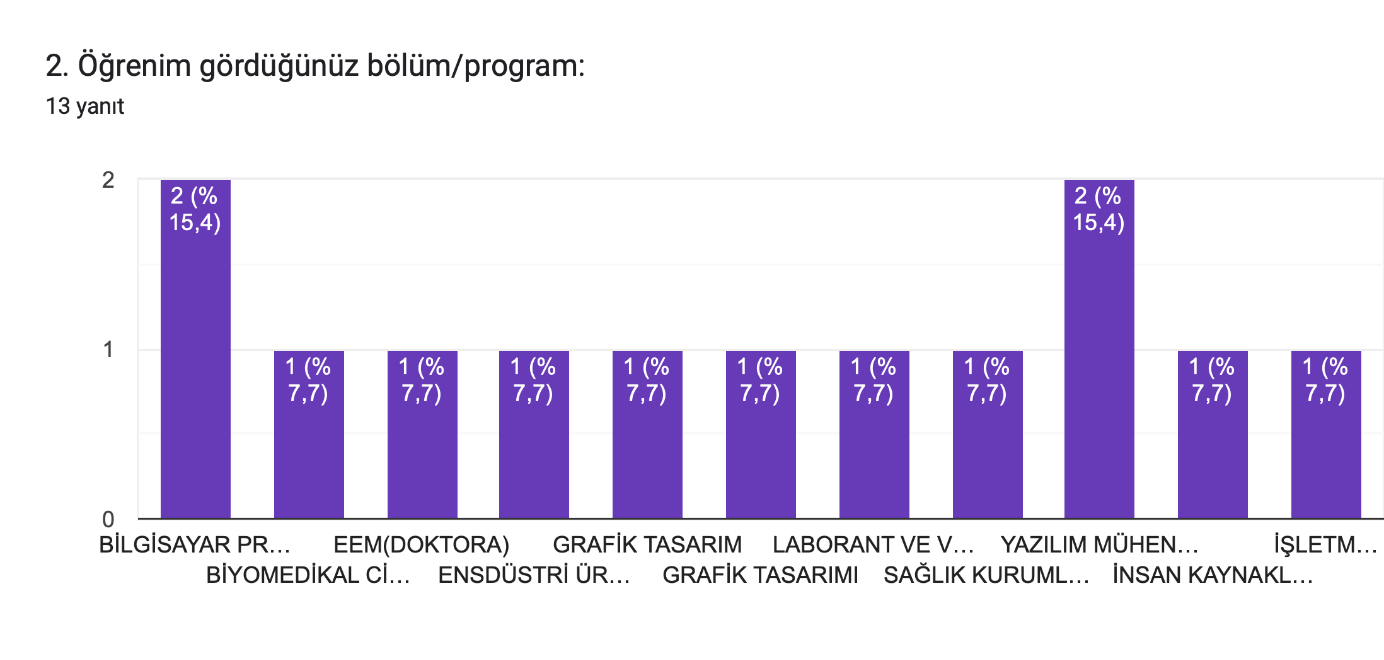 2. Öğrenim gördüğünüz bölüm/program:
13 yanıt
2
1
0
2 (%
15,4)
1 (%
7,7)
1 (%
7,7)
1 (%
7,7)
1 (%
7,7)
1 (%
7,7)
1 (%
7,7)
1 (%
7,7)
2 (%
15,4)
1 (%
7,7)
1 (%
7,7)
BİLGİSAYAR PR…
BİYOMEDİKAL Cİ…
EEM(DOKTORA)
ENSDÜSTRİ ÜR…
GRAFİK TASARIM
GRAFİK TASARIMI
LABORANT VE V…
SAĞLIK KURUML…
YAZILIM MÜHEN…
İNSAN KAYNAKL…
İŞLETM…